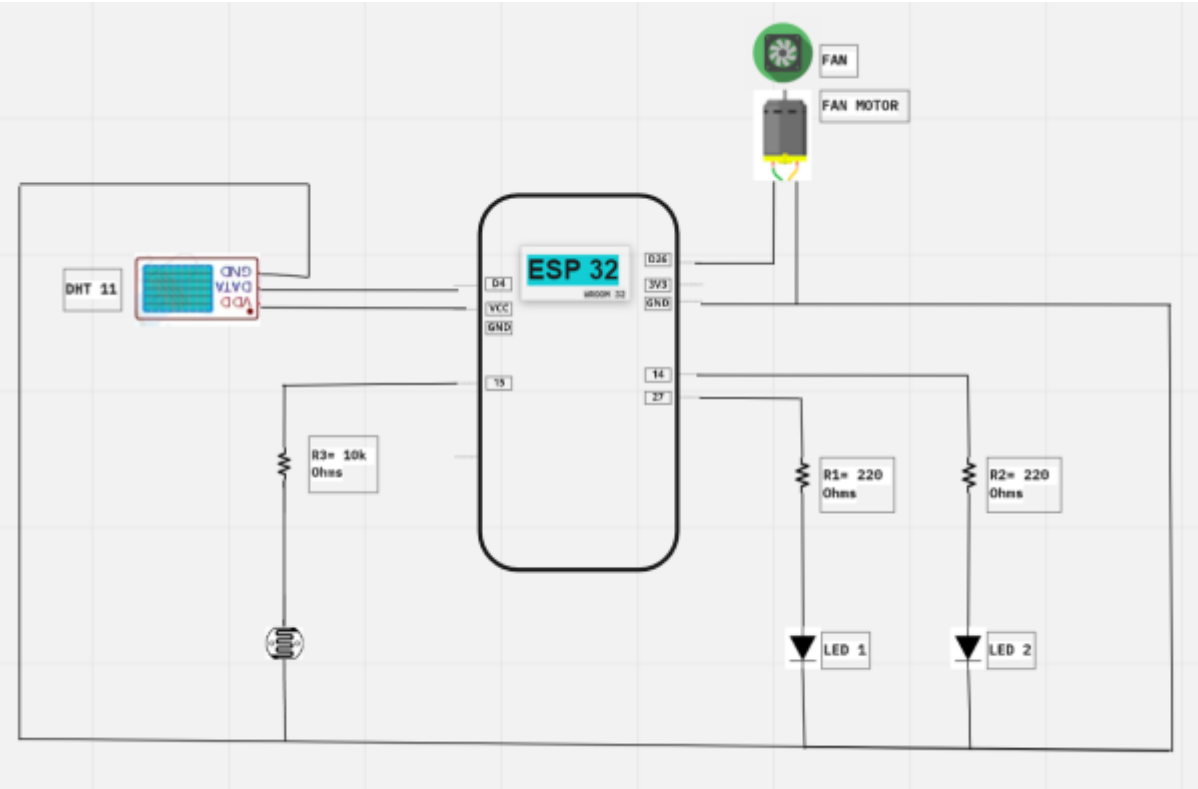 FAN
FAN MOTOR
ESP 32
WROOM 32
D26
3V3
GND
D4
VCC
GND
DHT 11
GND
DATA
VDD
14
27
R3= 10k
Ohms
R1= 220
Ohms
R2= 220
Ohms
LED 1
LED 2